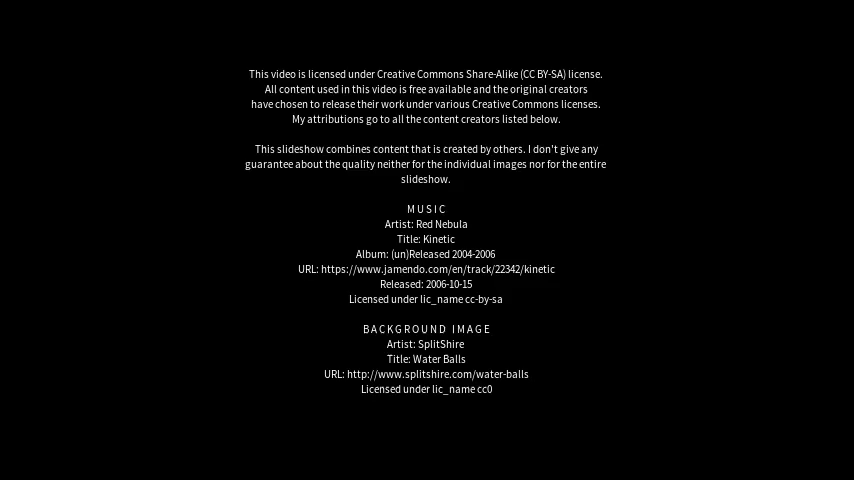 This video is licensed under Creative Commons Share-Alike (CC BY-SA) license.
All content used in this video is free available and the original creators
have chosen to release their work under various Creative Commons licenses.
My attributions go to all the content creators listed below.
This slideshow combines content that is created by others. I don't give any
guarantee about the quality neither for the individual images nor for the entire
slideshow.
MUSIC
Artist: Red Nebula
Title: Kinetic
Album: (un)Released 2004-2006
URL: https://www.jamendo.com/en/track/22342/kinetic
Released: 2006-10-15
Licensed under lic_name cc-by-sa
BACKGROUND IMAGE
Artist: SplitShire
Title: Water Balls
URL: http://www.splitshire.com/water-balls
Licensed under lic_name cc0